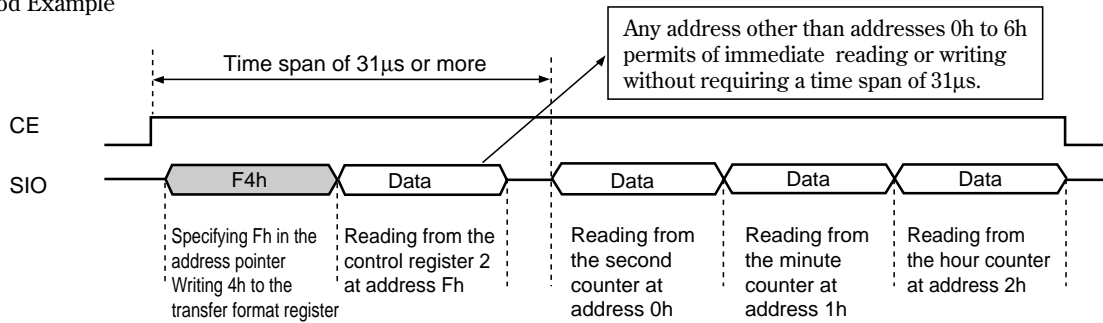 od Example
Any address other than addresses 0h to 6h
permits of immediate reading or writing
without requiring a time span of 31µs.
Time span of 31µs or more
CE
SIO
F4h
Data
Data
Data
Data
Specifying Fh in the
address pointer
Writing 4h to the
transfer format register
Reading from the
control register 2
at address Fh
Reading from
the second
counter at
address 0h
Reading from
the minute
counter at
address 1h
Reading from
the hour counter
at address 2h